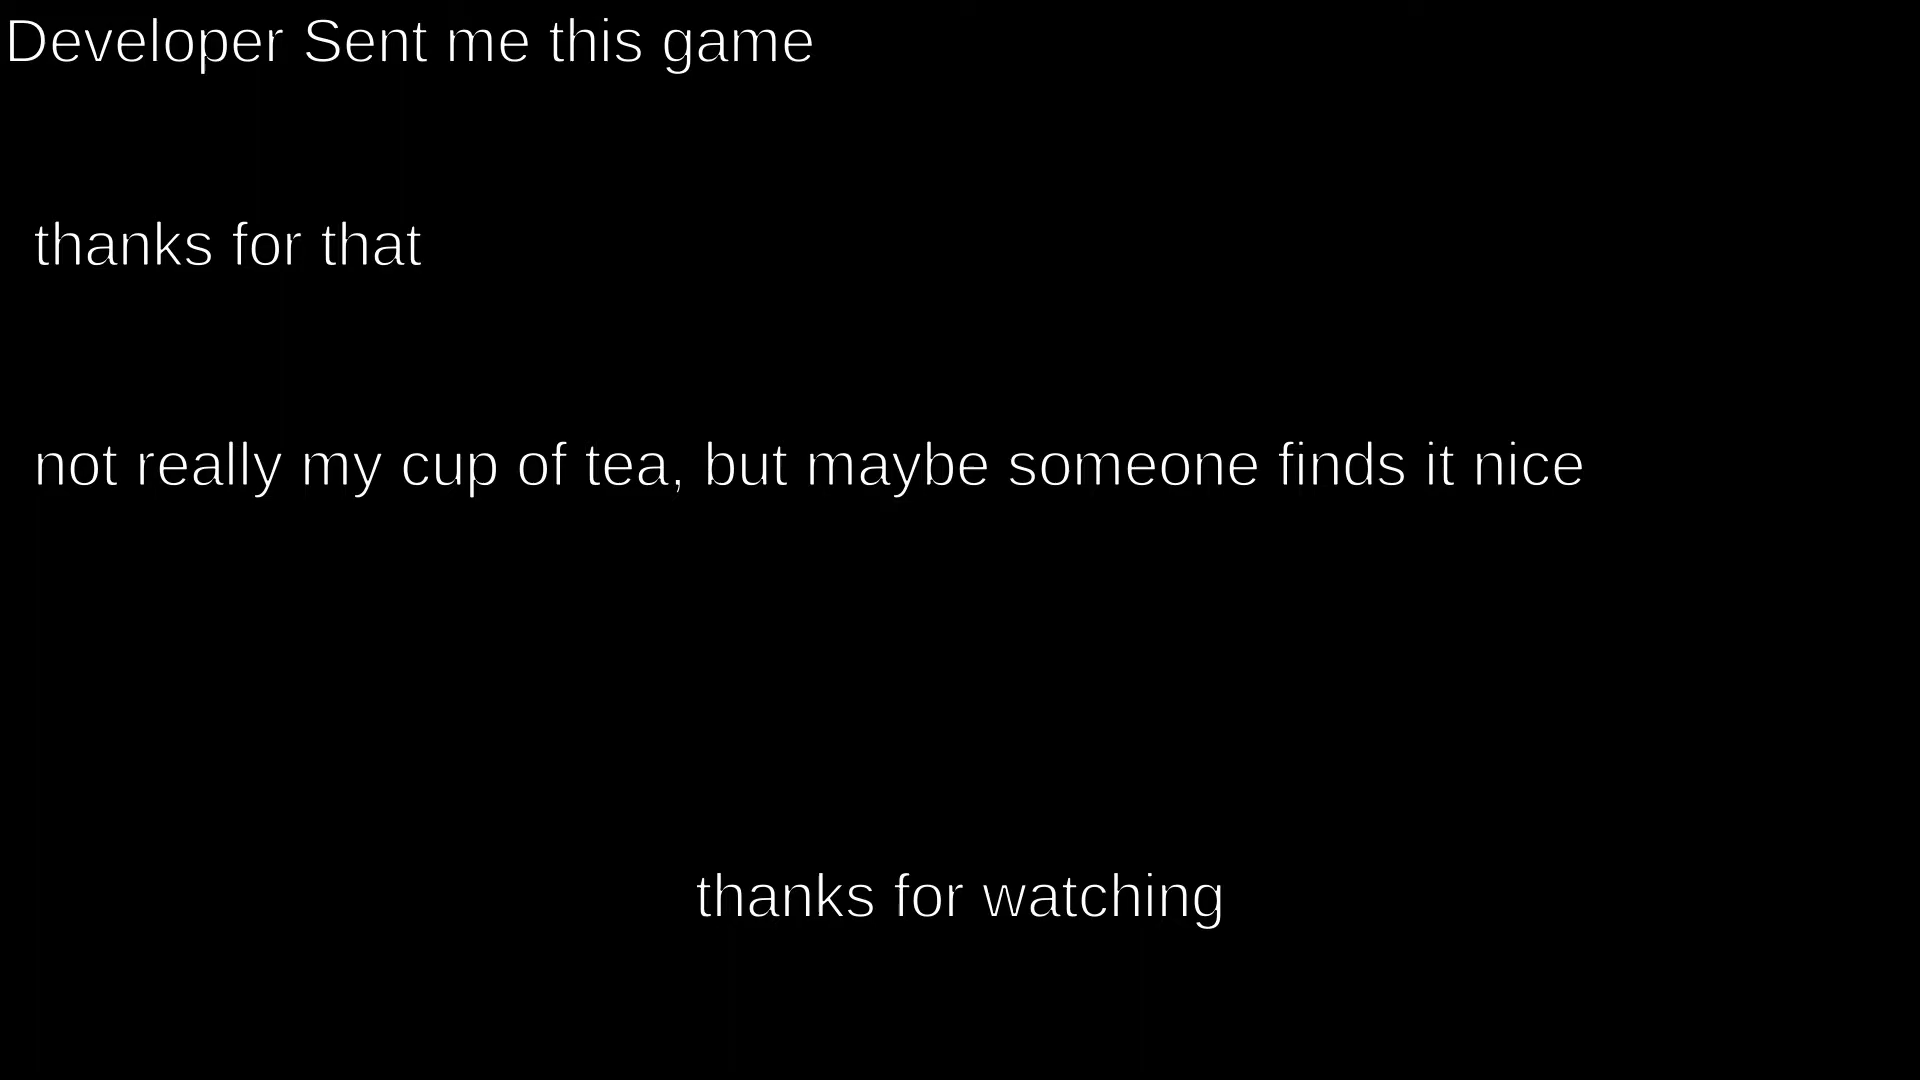 Developer Sent me this game
thanks for that
not really my cup of tea, but maybe someone finds it nice
thanks for watching